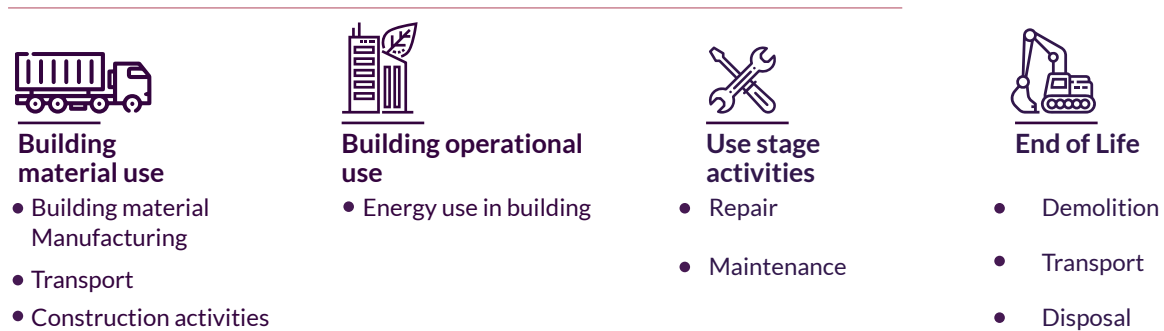 Building
material use
• Building material
Manufacturing
• Transport
• Construction activities
Building operational
use
• Energy use in building
Use stage
activities
• Repair
• Maintenance
End of Life
• Demolition
• Transport
• Disposal